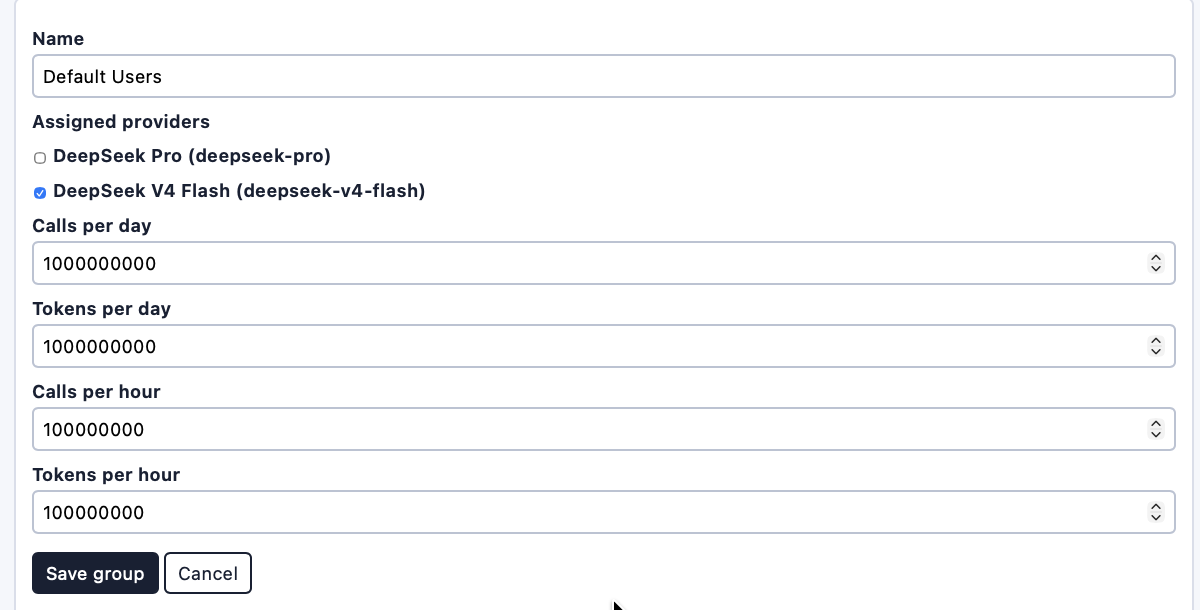 Name
Default Users
Assigned providers
DeepSeek Pro (deepseek-pro)
DeepSeek V4 Flash (deepseek-v4-flash)
Calls per day
1000000000
Tokens per day
1000000000
Calls per hour
100000000
Tokens per hour
100000000
Save group Cancel